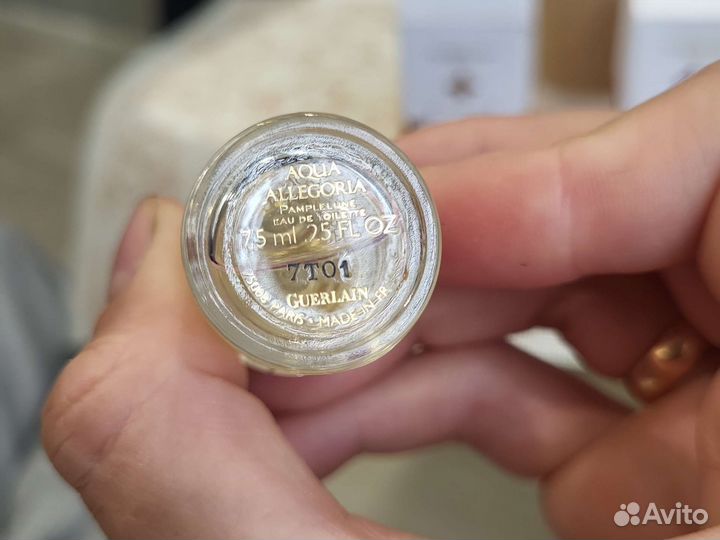 AQUA
ALLEGORIA
PAMPLELUNE
EAU DE TOILETTE
7.5 ml .25 FL OZ
7T01
GUERLAIN
75008 PARIS • MADE IN FR
Avito